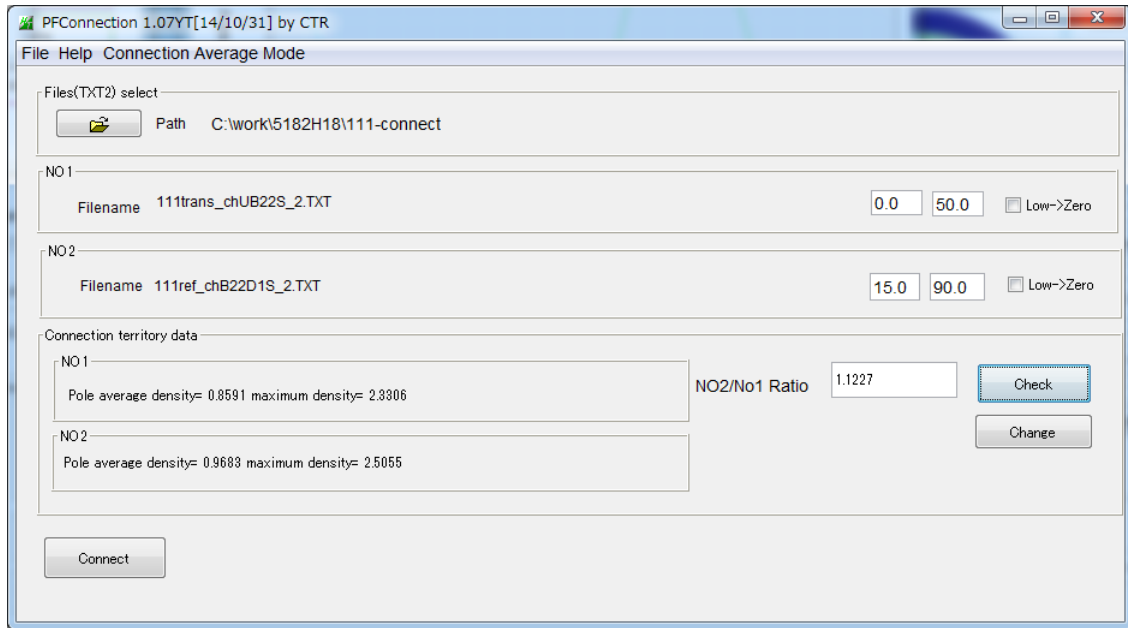 PFConnection 1.07YT[14/10/31] by CTR
File Help Connection Average Mode
Files(TXT2) select
Path C:\work\5182H18\111-connect
NO1
Filename 111trans_chUB22S_2.TXT 0.0 50.0 Low->Zero
NO2
Filename 111ref_chB22D1S_2.TXT 15.0 90.0 Low->Zero
Connection territory data
NO1
Pole average density= 0.8591 maximum density= 2.3306
NO2/No1 Ratio 1.1227 Check
Change
NO2
Pole average density= 0.9683 maximum density= 2.5055
Connect